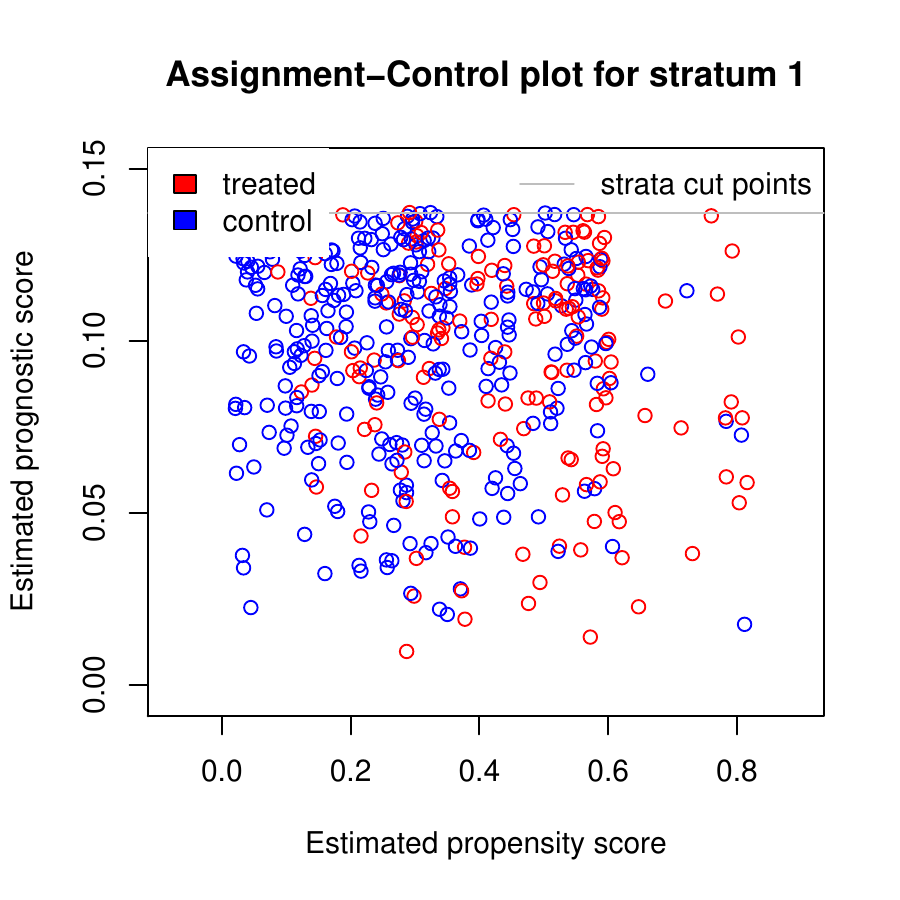 Assignment−Control plot for stratum 1
treated
control
strata cut points
Estimated prognostic score
0.15
0.10
0.05
0.00
0.0 0.2 0.4 0.6 0.8
Estimated propensity score